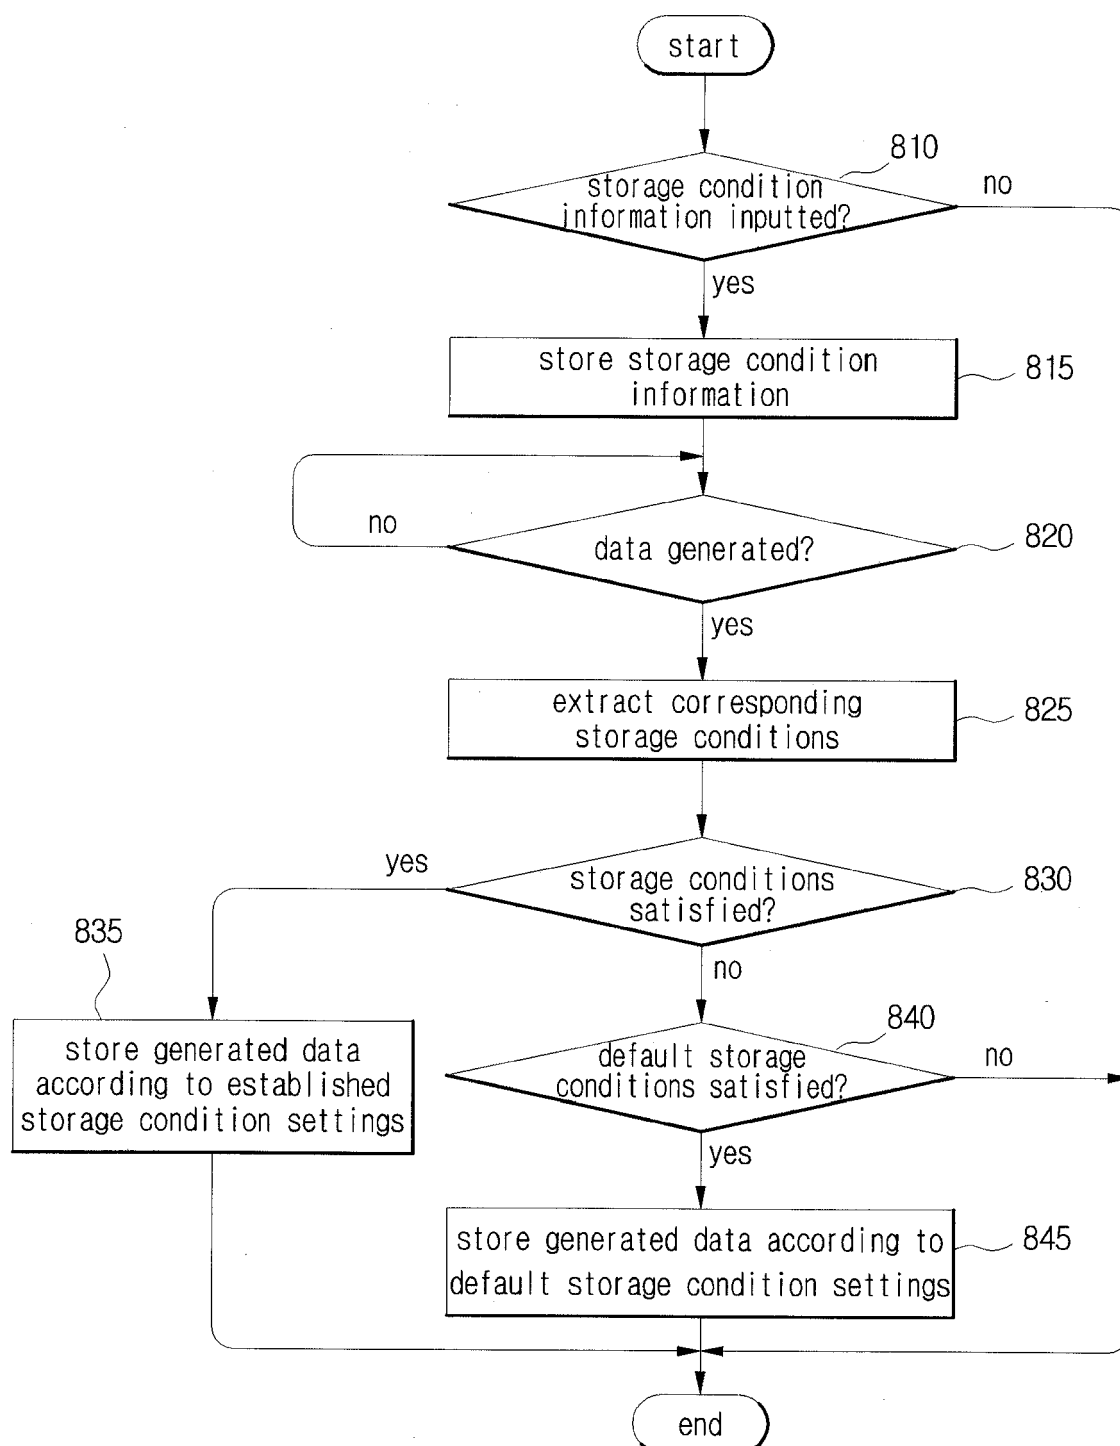 start
810
storage condition
information inputted?
no
yes
store storage condition
information
815
no
data generated?
820
yes
extract corresponding
storage conditions
825
yes
storage conditions
satisfied?
830
835
no
store generated data
according to established
storage condition settings
840
default storage
conditions satisfied?
no
yes
store generated data according to
default storage condition settings
845
end